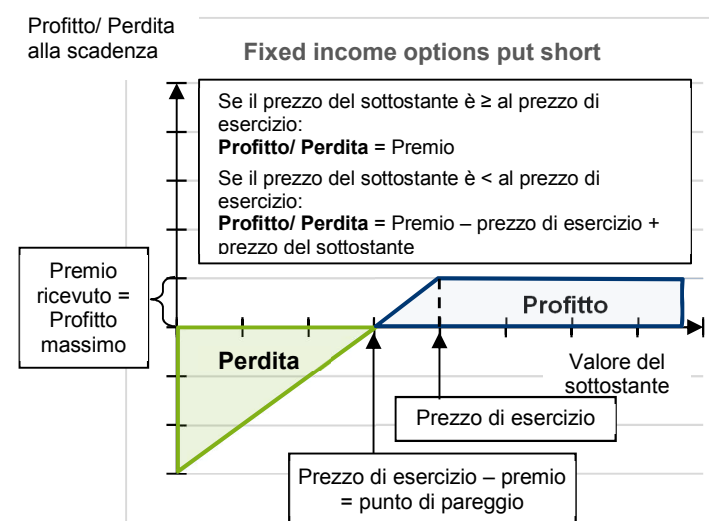 Profitto/ Perdita
alla scadenza
Fixed income options put short
Se il prezzo del sottostante è ≥ al prezzo di
esercizio:
Profitto/ Perdita = Premio
Se il prezzo del sottostante è < al prezzo di
esercizio:
Profitto/ Perdita = Premio – prezzo di esercizio +
prezzo del sottostante
Premio
ricevuto =
Profitto
massimo
Profitto
Perdita
Valore del
sottostante
Prezzo di esercizio
Prezzo di esercizio – premio
= punto di pareggio